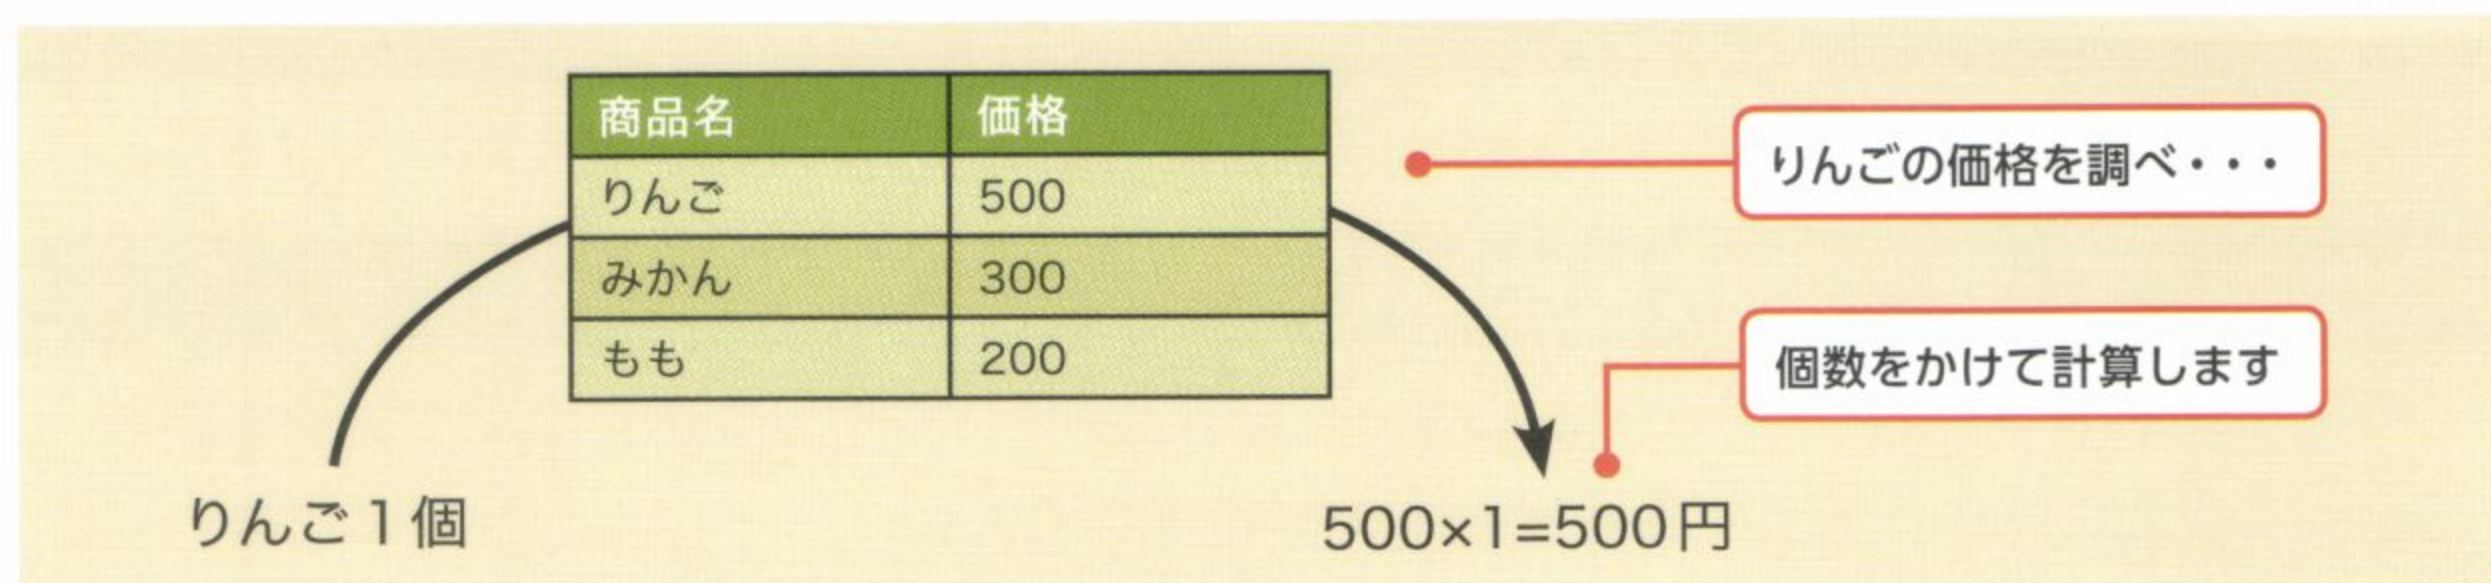 商品名 価格
りんご 500
みかん 300
もも 200
りんごの価格を調べ・・・
個数をかけて計算します
りんご1個
500×1=500円